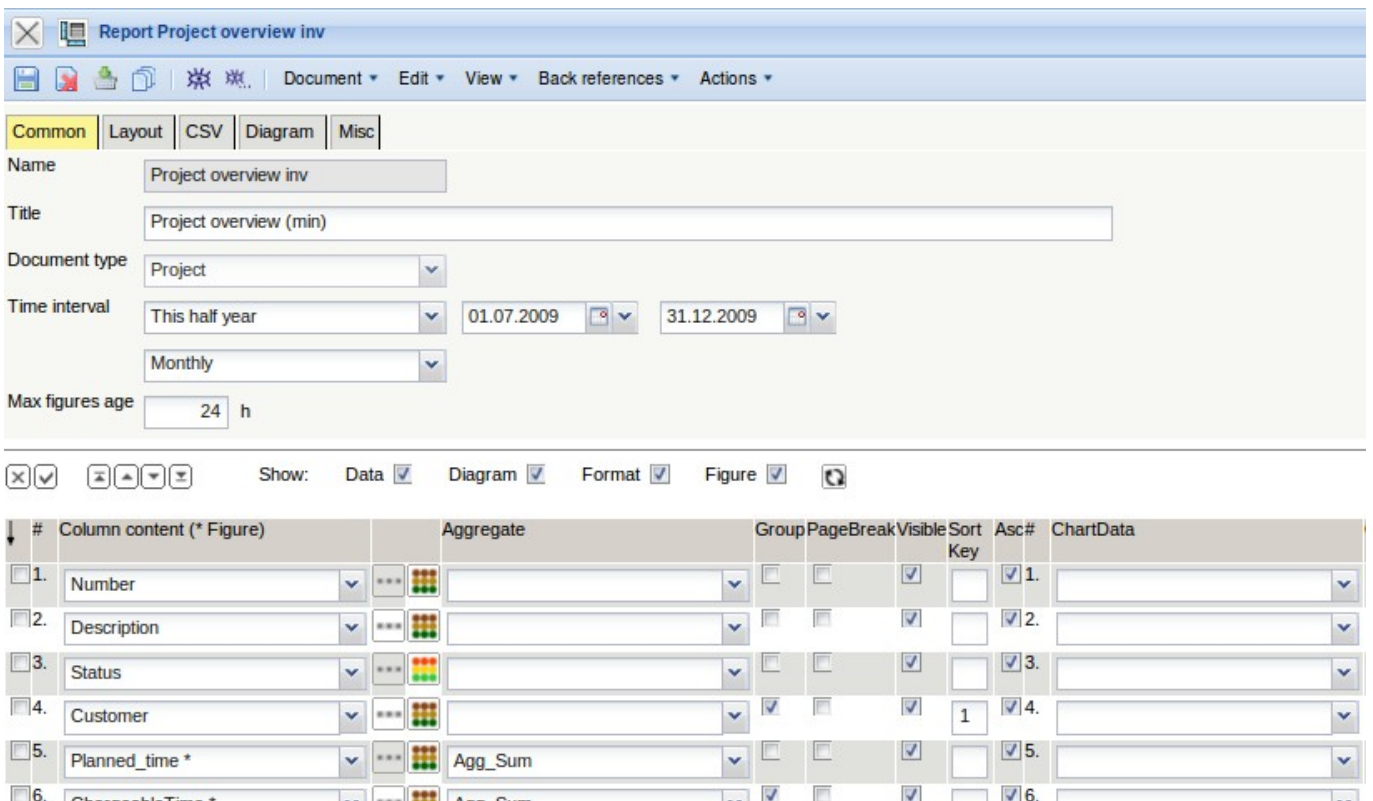 Report Project overview inv
Document Edit View Back references Actions
Common Layout CSV Diagram Misc
Name Project overview inv
Title Project overview (min)
Document type Project
Time interval This half year 01.07.2009 31.12.2009
Monthly
Max figures age 24 h
Show: Data Diagram Format Figure
# Column content (* Figure) Aggregate Group PageBreak Visible Sort Key Asc # ChartData
1. Number 1.
2. Description 2.
3. Status 3.
4. Customer 1 4.
5. Planned_time * Agg_Sum 5.
6. ChargeableTime * Agg_Sum 6.